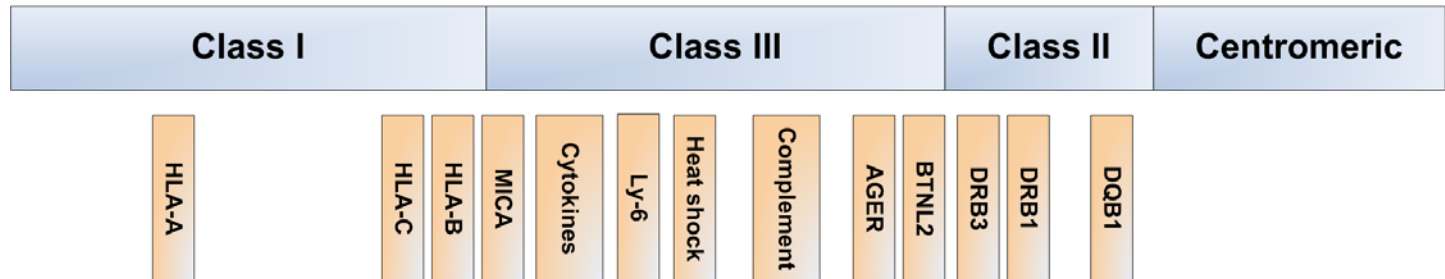 Class I
Class III
Class II
Centromeric
HLA-A
HLA-C
HLA-B
MICA
Cytokines
Ly-6
Heat shock
Complement
AGER
BTNL2
DRB3
DRB1
DQB1